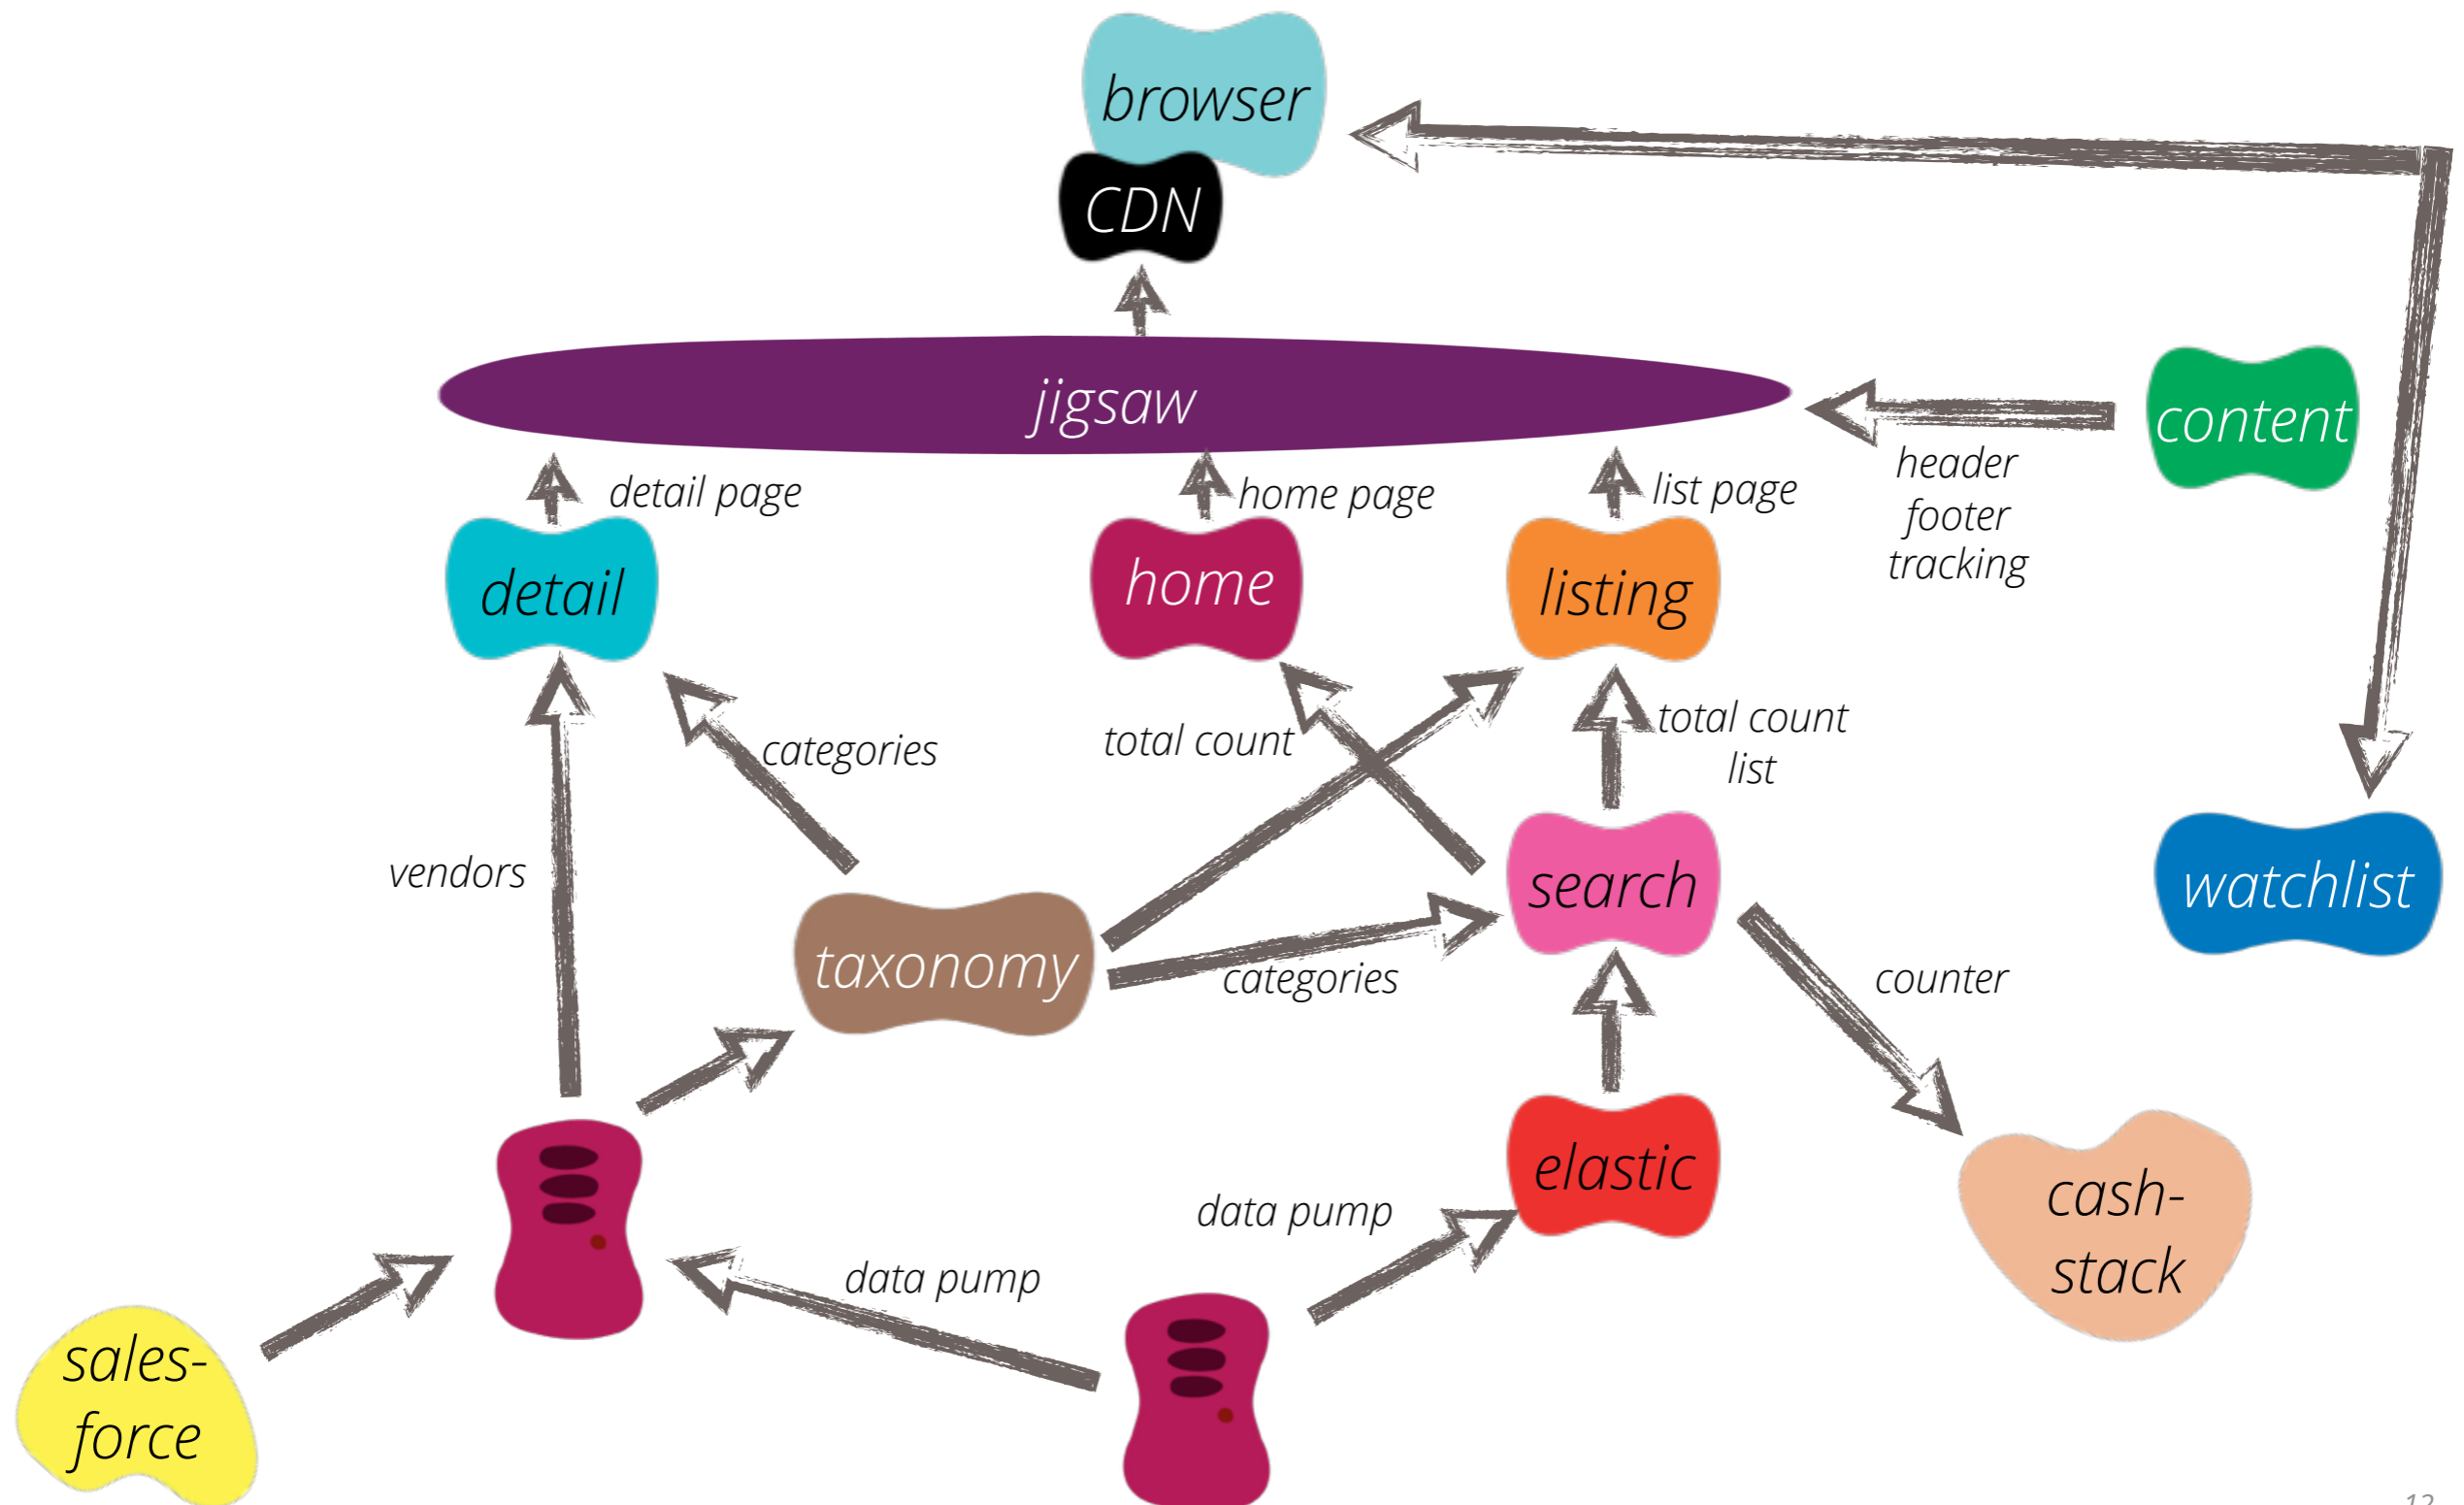 browser
CDN
jigsaw
content
header
footer
tracking
detail page
home page
list page
detail
home
listing
categories
total count
total count
list
vendors
search
watchlist
taxonomy
categories
counter
elastic
data pump
cash-
stack
data pump
sales-
force
12